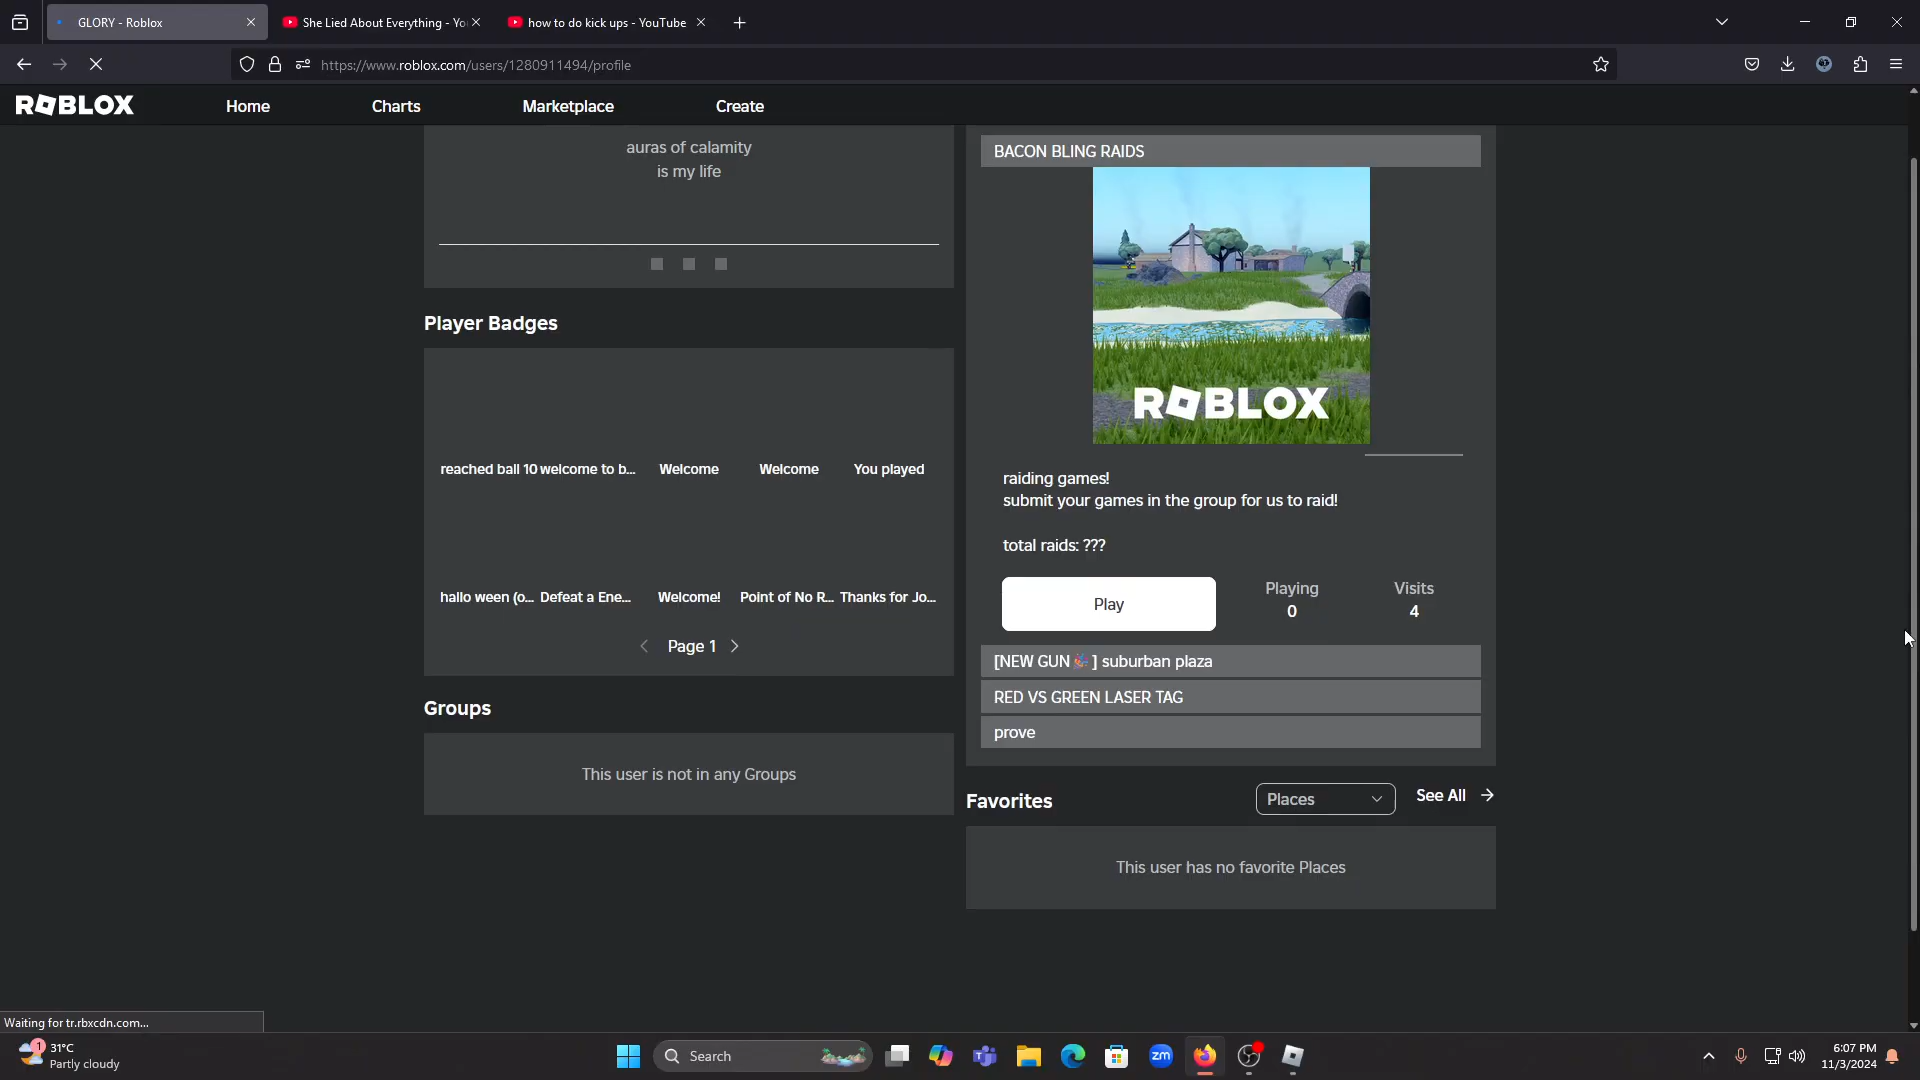 GLORY - Roblox
She Lied About Everything - Yo
how to do kick ups - YouTube
https://www.roblox.com/users/1280911494/profile
ROBLOX
Home
Charts
Marketplace
Create
auras of calamity
is my life
Player Badges
reached ball 10
welcome to b...
Welcome
Welcome
You played
hallo ween (o...
Defeat a Ene...
Welcome!
Point of No R...
Thanks for Jo...
Page 1
Groups
This user is not in any Groups
BACON BLING RAIDS
ROBLOX
raiding games!
submit your games in the group for us to raid!
total raids: ???
Play
Playing
0
Visits
4
[NEW GUN🎉] suburban plaza
RED VS GREEN LASER TAG
prove
Favorites
Places
See All
This user has no favorite Places
Waiting for tr.rbxcdn.com...
1
31°C
Partly cloudy
Search
zm
6:07 PM
11/3/2024